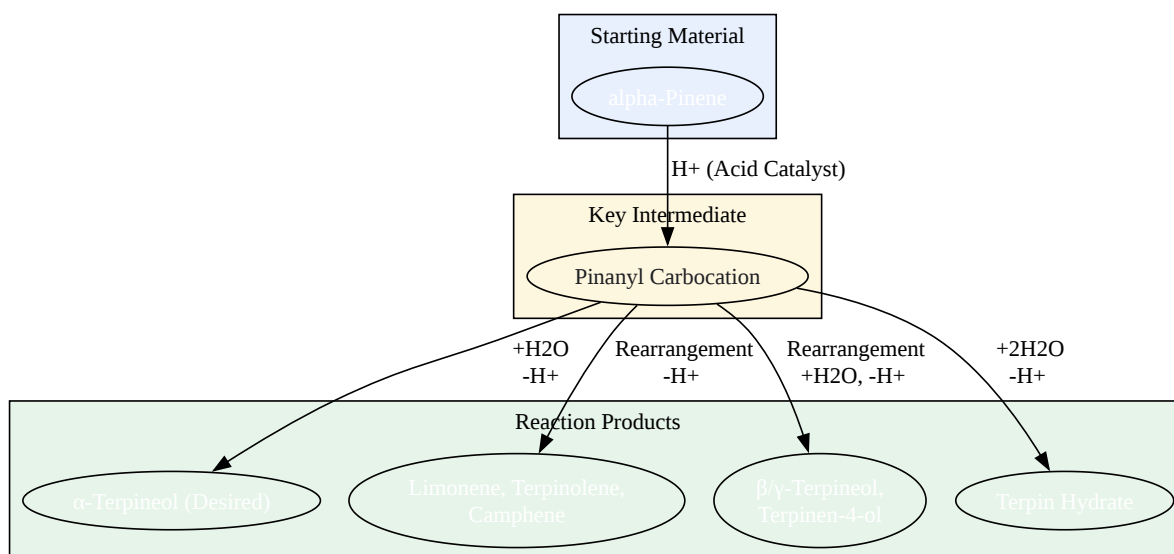 Starting Material
alpha-Pinene
H+ (Acid Catalyst)
Key Intermediate
Pinanyl Carbocation
+H2O
-H+
Rearrangement
-H+
Rearrangement
+H2O, -H+
+2H2O
-H+
Reaction Products
α-Terpineol (Desired)
Limonene, Terpinolene,
Camphene
β/γ-Terpineol,
Terpinen-4-ol
Terpin Hydrate